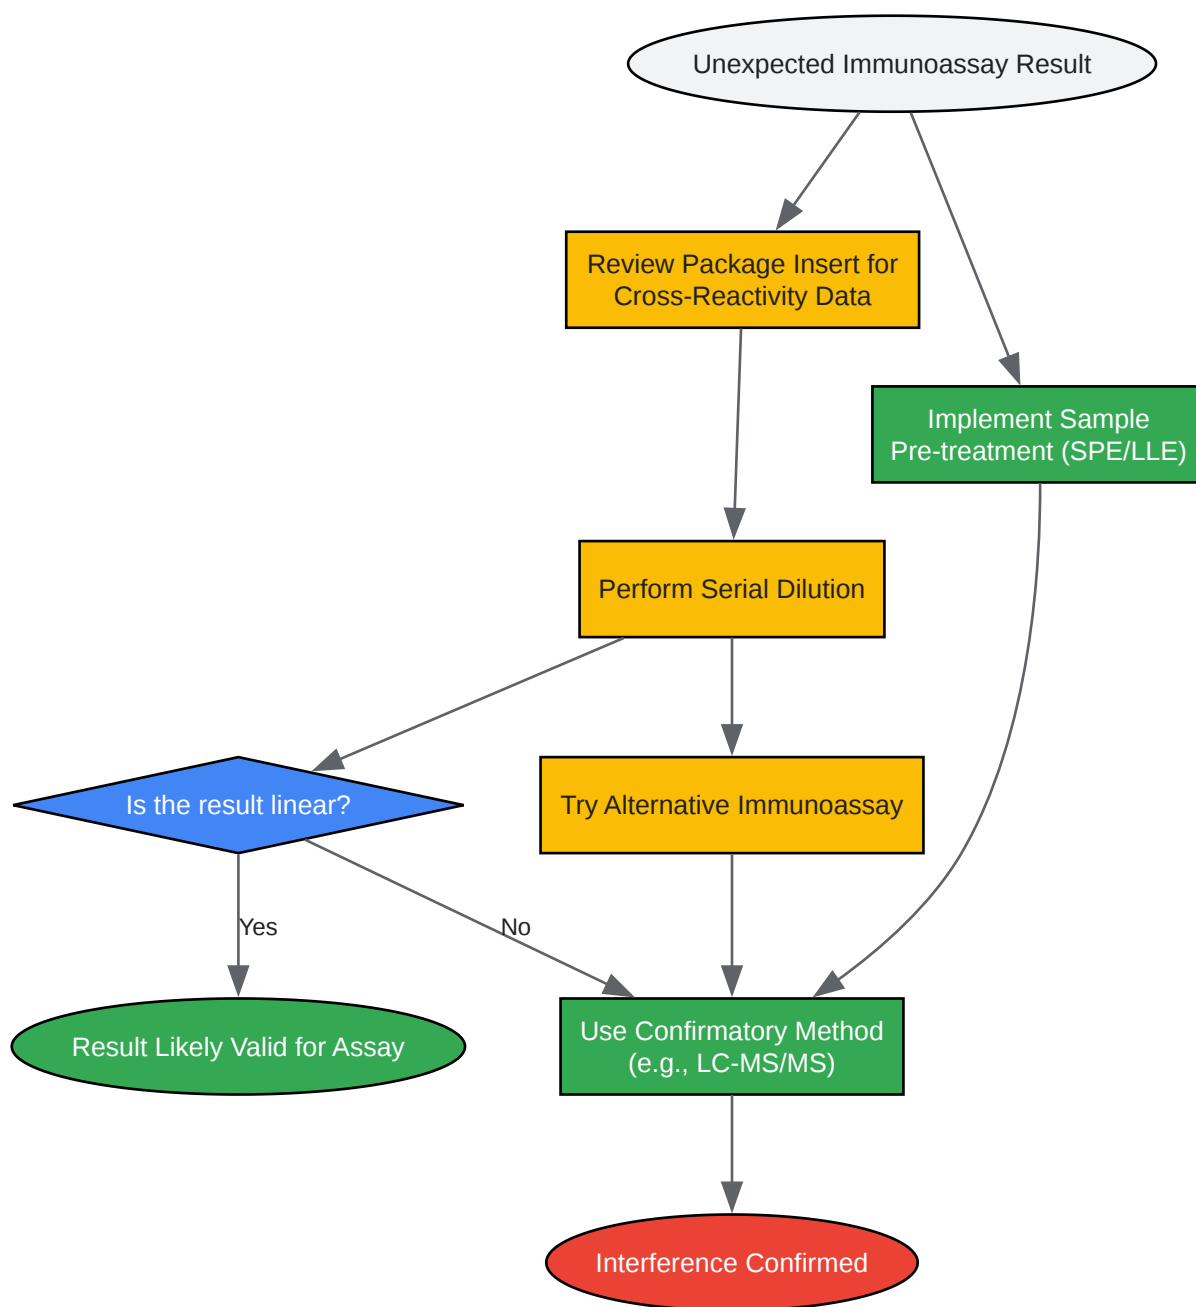 Unexpected Immunoassay Result
Review Package Insert for
Cross-Reactivity Data
Implement Sample
Pre-treatment (SPE/LLE)
Perform Serial Dilution
Is the result linear?
Try Alternative Immunoassay
Yes
No
Result Likely Valid for Assay
Use Confirmatory Method
(e.g., LC-MS/MS)
Interference Confirmed